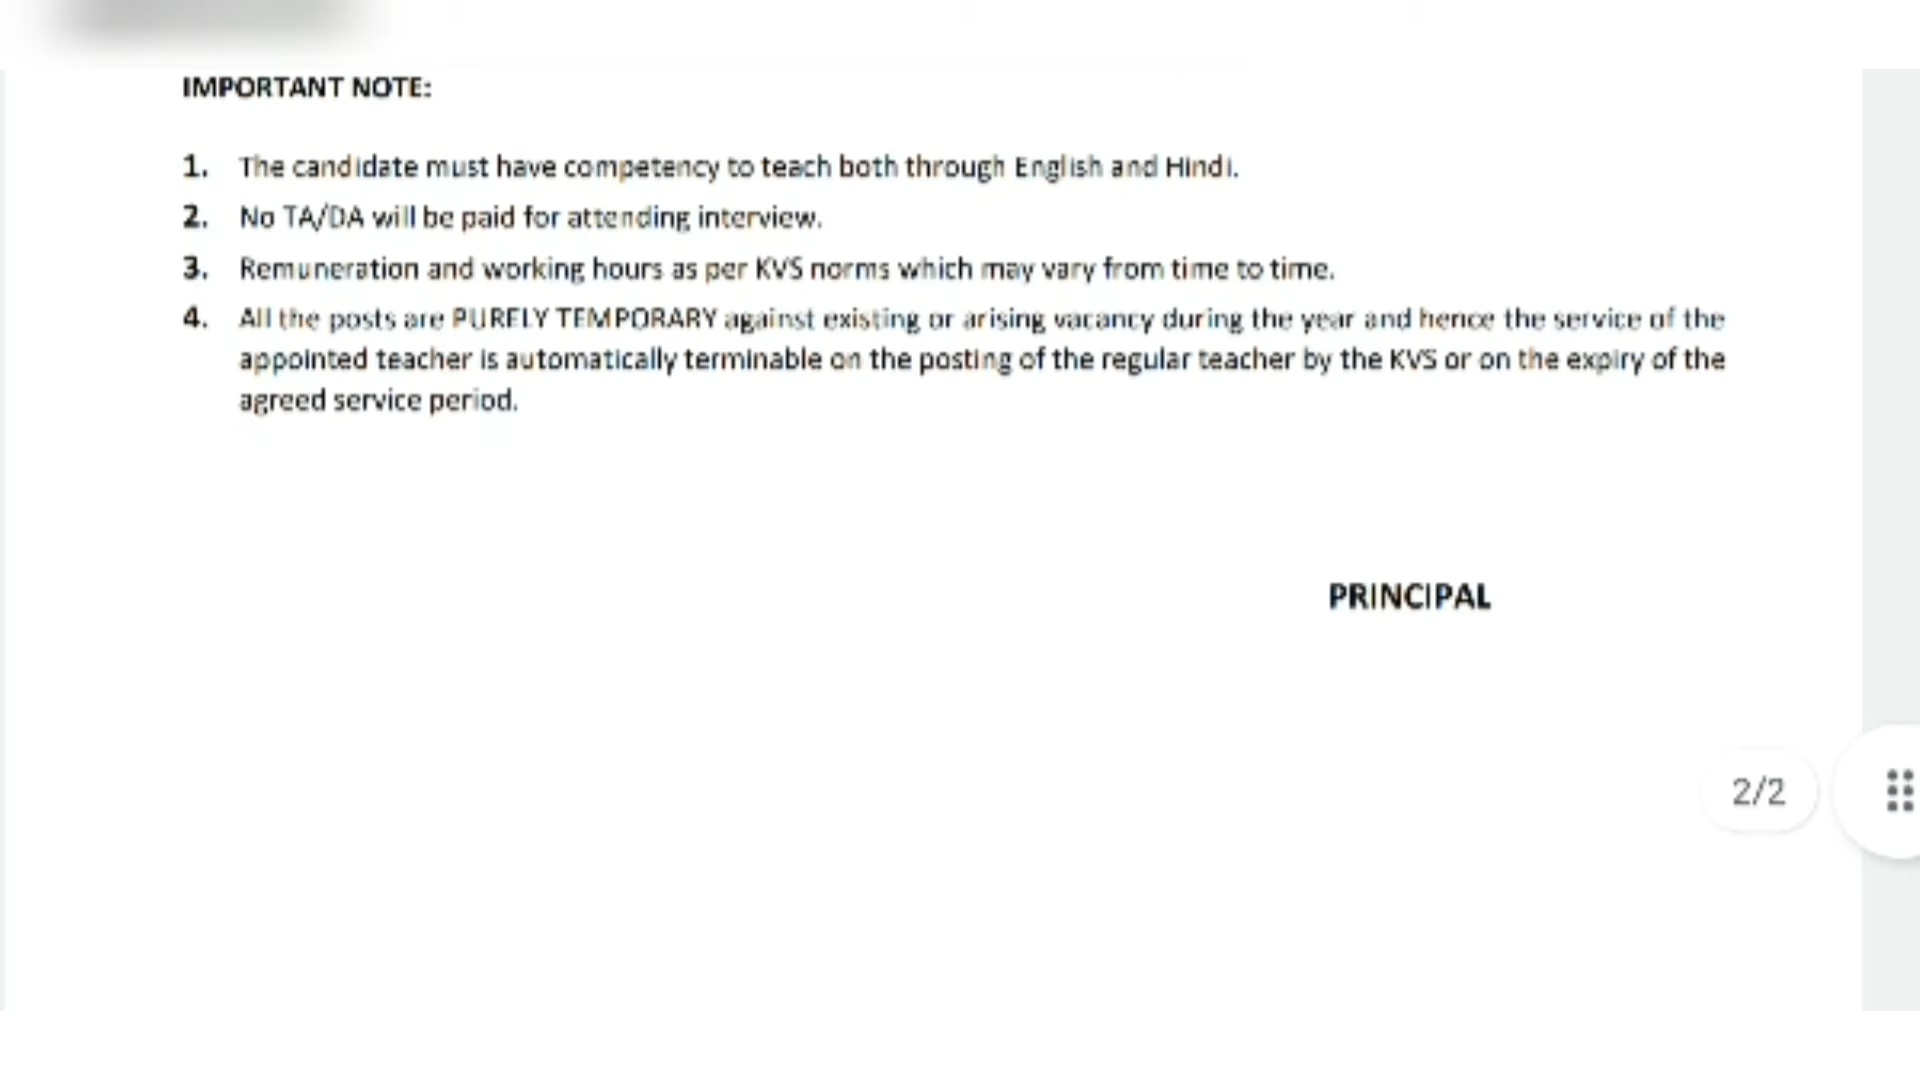 IMPORTANT NOTE:
1. The candidate must have competency to teach both through English and Hindi.
2. No TA/DA will be paid for attending interview.
3. Remuneration and working hours as per KVS norms which may vary from time to time.
4. All the posts are PURELY TEMPORARY against existing or arising vacancy during the year and hence the service of the
appointed teacher is automatically terminable on the posting of the regular teacher by the KVS or on the expiry of the
agreed service period.
PRINCIPAL
2/2